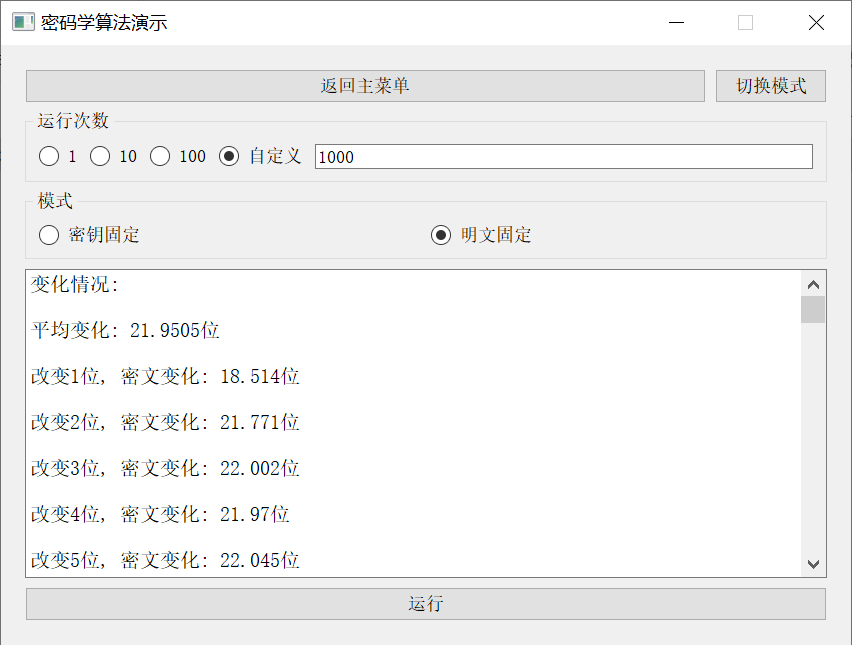 密码学算法演示
返回主菜单 切换模式
运行次数
1 10 100 自定义 1000
模式
密钥固定 明文固定
变化情况:
平均变化: 21.9505位
改变1位, 密文变化: 18.514位
改变2位, 密文变化: 21.771位
改变3位, 密文变化: 22.002位
改变4位, 密文变化: 21.97位
改变5位, 密文变化: 22.045位
运行